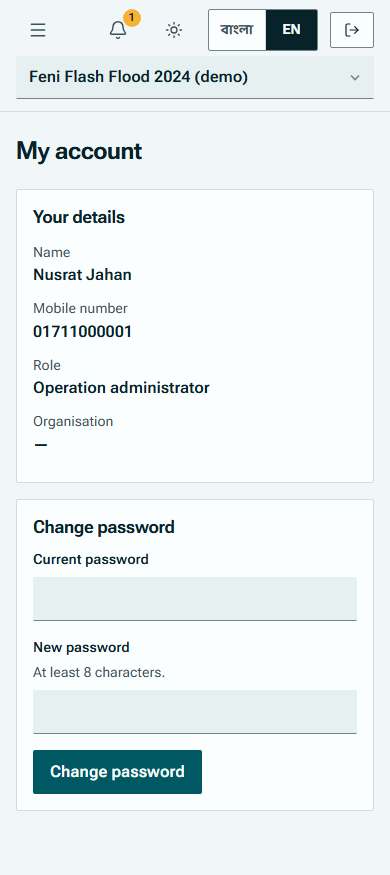 1
বাংলা
EN
Feni Flash Flood 2024 (demo)
My account
Your details
Name
Nusrat Jahan
Mobile number
01711000001
Role
Operation administrator
Organisation
—
Change password
Current password
New password
At least 8 characters.
Change password